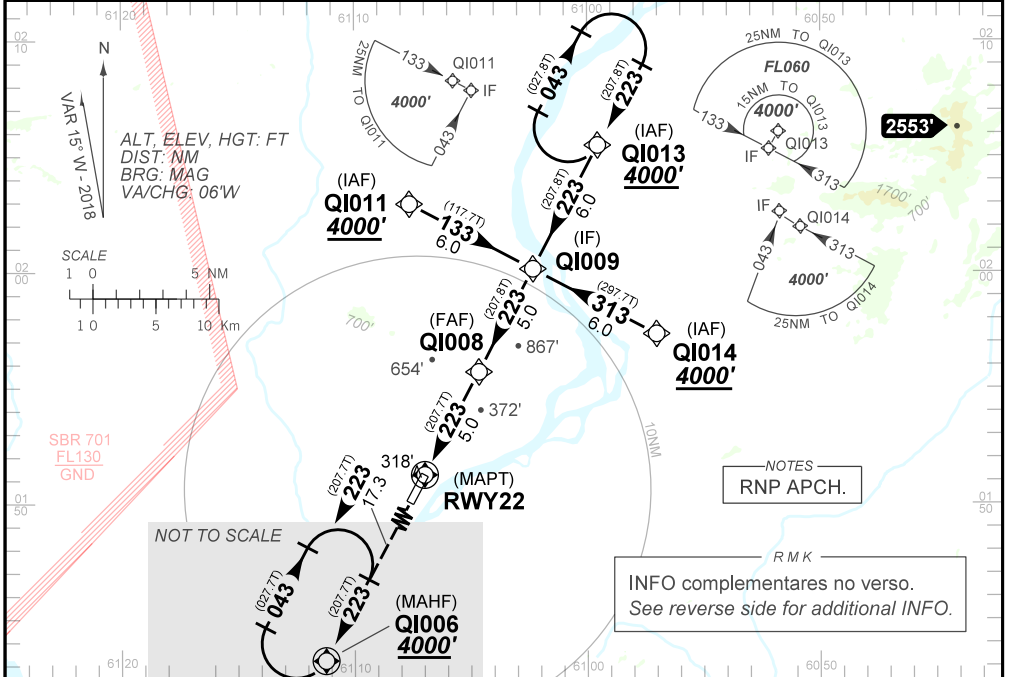 61 20
61 10
61 00
60 50
02
10
02
10
N
VAR 15° W - 2018
ALT, ELEV, HGT: FT
DIST: NM
BRG: MAG
VA/CHG: 06'W
SCALE
1 0 5 NM
1 0 5 10 Km
25NM TO QI011
133
QI011
IF
4000'
043
(027.8T)
043
(207.8T)
223
(IAF)
QI013
4000'
25NM TO QI013
FL060
15NM TO QI013
4000'
133
QI013
IF
313
2553'
1700'
700'
(IAF)
QI011
4000'
(117.7T)
133
6.0
(207.8T)
223
6.0
(IF)
QI009
IF
QI014
313
043
4000'
25NM TO QI014
02
00
02
00
(297.7T)
313
6.0
(IAF)
QI014
4000'
(207.8T)
223
5.0
(FAF)
QI008
700'
654'
867'
372'
(207.7T)
223
5.0
10NM
SBR 701
FL130
GND
318'
(MAPT)
RWY22
(207.7T)
223
17.3
NOTES
RNP APCH.
01
50
01
50
NOT TO SCALE
(027.7T)
043
(207.7T)
223
(MAHF)
QI006
4000'
RMK
INFO complementares no verso.
See reverse side for additional INFO.
61 20
61 10
61 00
60 50